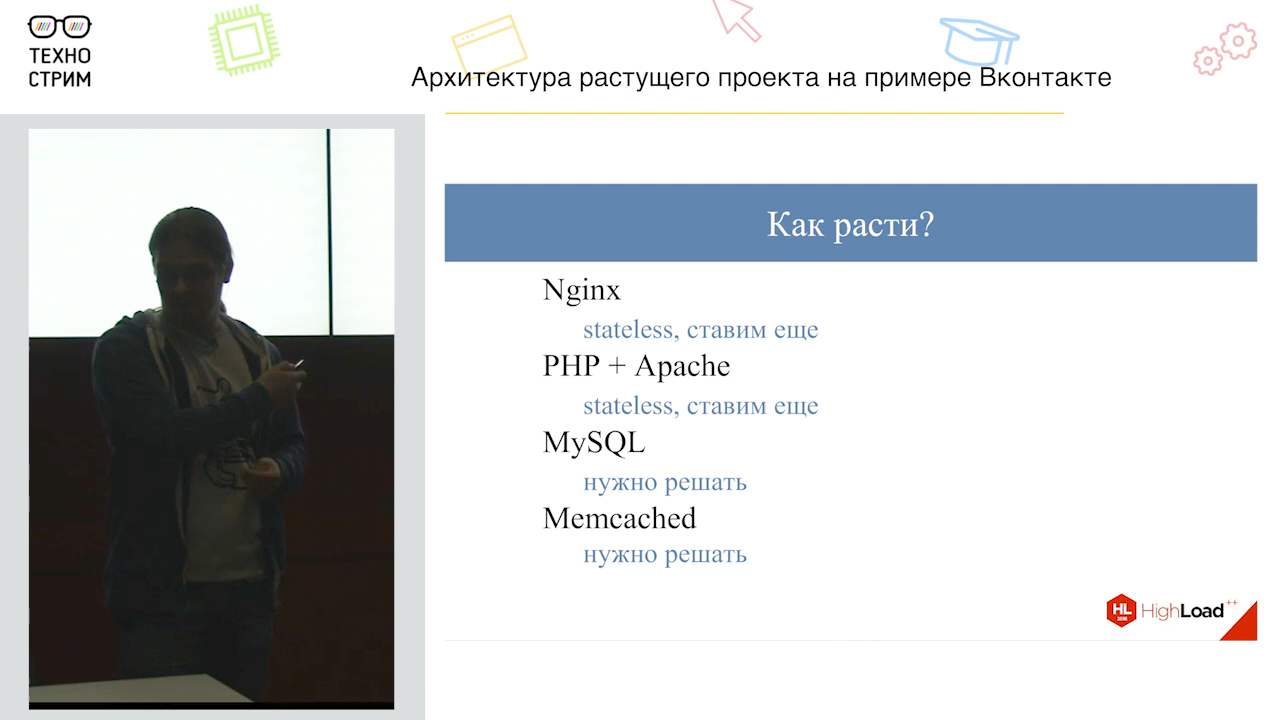 ТЕХНО
СТРИМ
Архитектура растущего проекта на примере Вконтакте
Как расти?
Nginx
stateless, ставим еще
PHP + Apache
stateless, ставим еще
MySQL
нужно решать
Memcached
нужно решать
HL
2016
HighLoad++